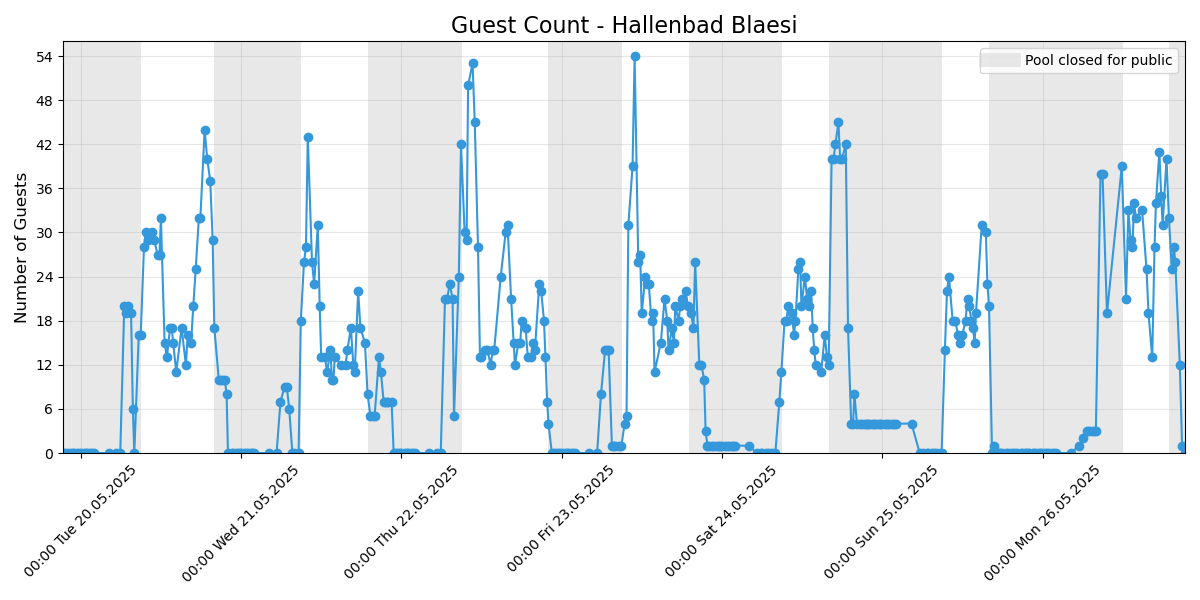 Guest Count - Hallenbad Blaesi
Pool closed for public
Number of Guests
54
48
42
36
30
24
18
12
6
0
00:00 Tue 20.05.2025
00:00 Wed 21.05.2025
00:00 Thu 22.05.2025
00:00 Fri 23.05.2025
00:00 Sat 24.05.2025
00:00 Sun 25.05.2025
00:00 Mon 26.05.2025